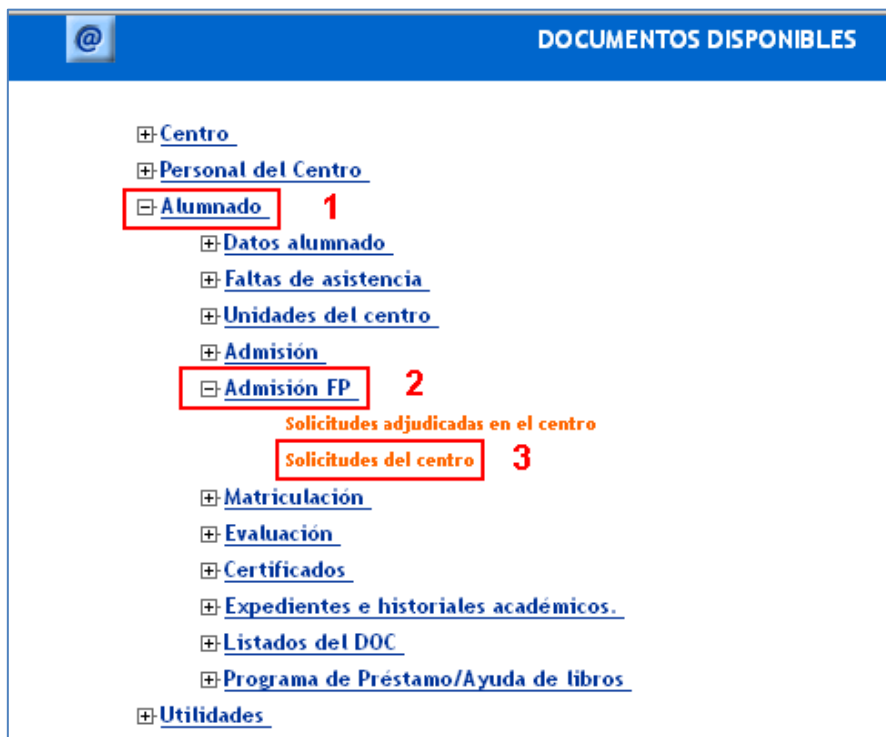 @ DOCUMENTOS DISPONIBLES
Centro
Personal del Centro
Alumnado 1
Datos alumnado
Faltas de asistencia
Unidades del centro
Admisión
Admisión FP 2
Solicitudes adjudicadas en el centro
Solicitudes del centro 3
Matriculación
Evaluación
Certificados
Expedientes e historiales académicos.
Listados del DOC
Programa de Préstamo/Ayuda de libros
Utilidades